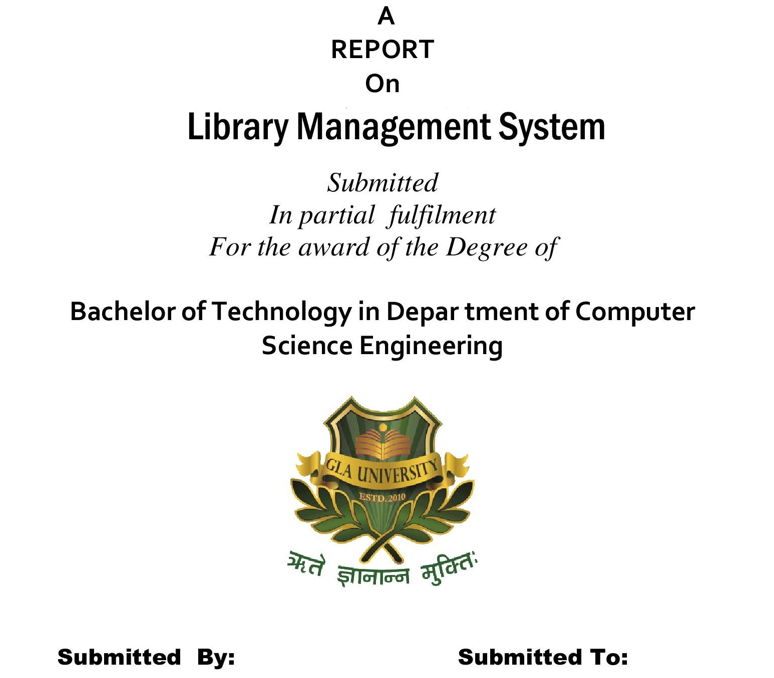 A
REPORT
On
Library Management System
Submitted
In partial fulfilment
For the award of the Degree of
Bachelor of Technology in Depar tment of Computer
Science Engineering
GLA UNIVERSITY
ESTD. 2010
ऋते ज्ञानान्न मुक्तिः
Submitted By:
Submitted To: